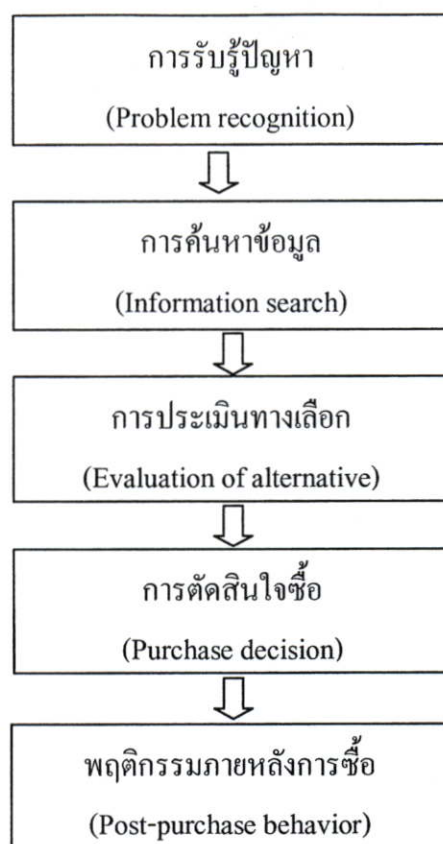 การรับรู้ปัญหา
(Problem recognition)
การค้นหาข้อมูล
(Information search)
การประเมินทางเลือก
(Evaluation of alternative)
การตัดสินใจซื้อ
(Purchase decision)
พฤติกรรมภายหลังการซื้อ
(Post-purchase behavior)